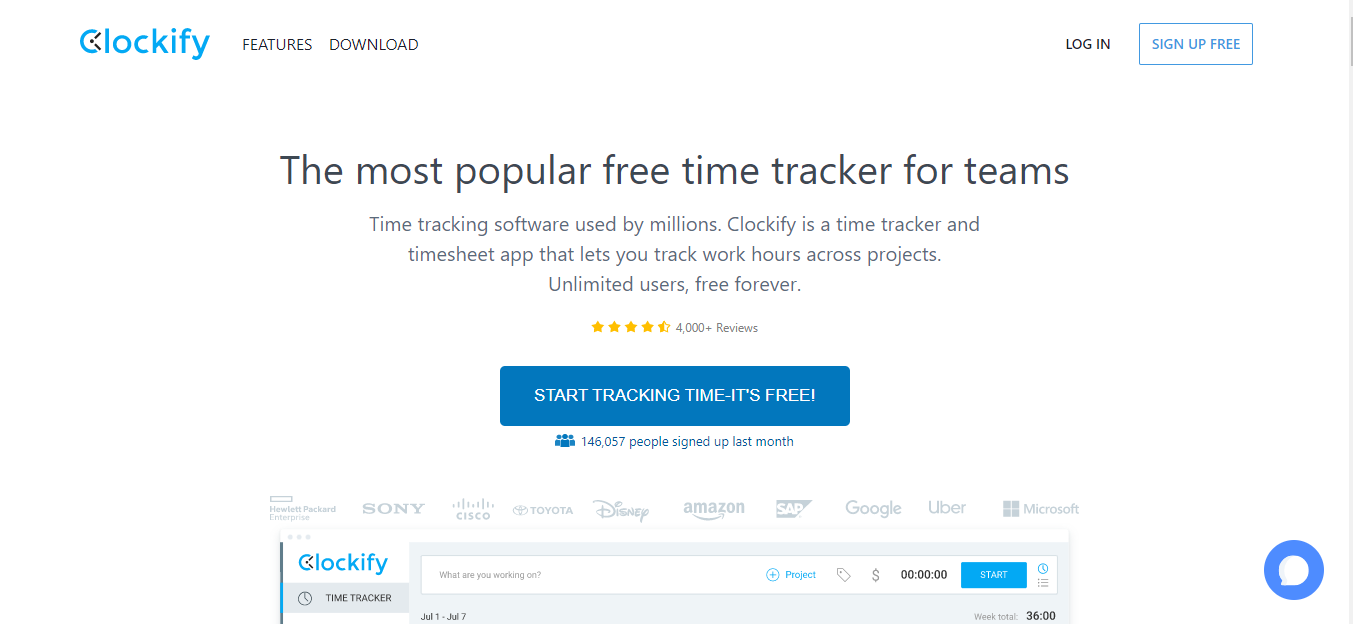 Clockify FEATURES DOWNLOAD LOG IN SIGN UP FREE
The most popular free time tracker for teams
Time tracking software used by millions. Clockify is a time tracker and
timesheet app that lets you track work hours across projects.
Unlimited users, free forever.
4,000+ Reviews
START TRACKING TIME-IT'S FREE!
146,057 people signed up last month
Hewlett Packard
Enterprise
SONY
CISCO
TOYOTA
Disney
amazon
SAP
Google
Uber
Microsoft
Clockify
What are you working on? Project $ 00:00:00 START
TIME TRACKER
Jul 1 - Jul 7 Week total: 36:00